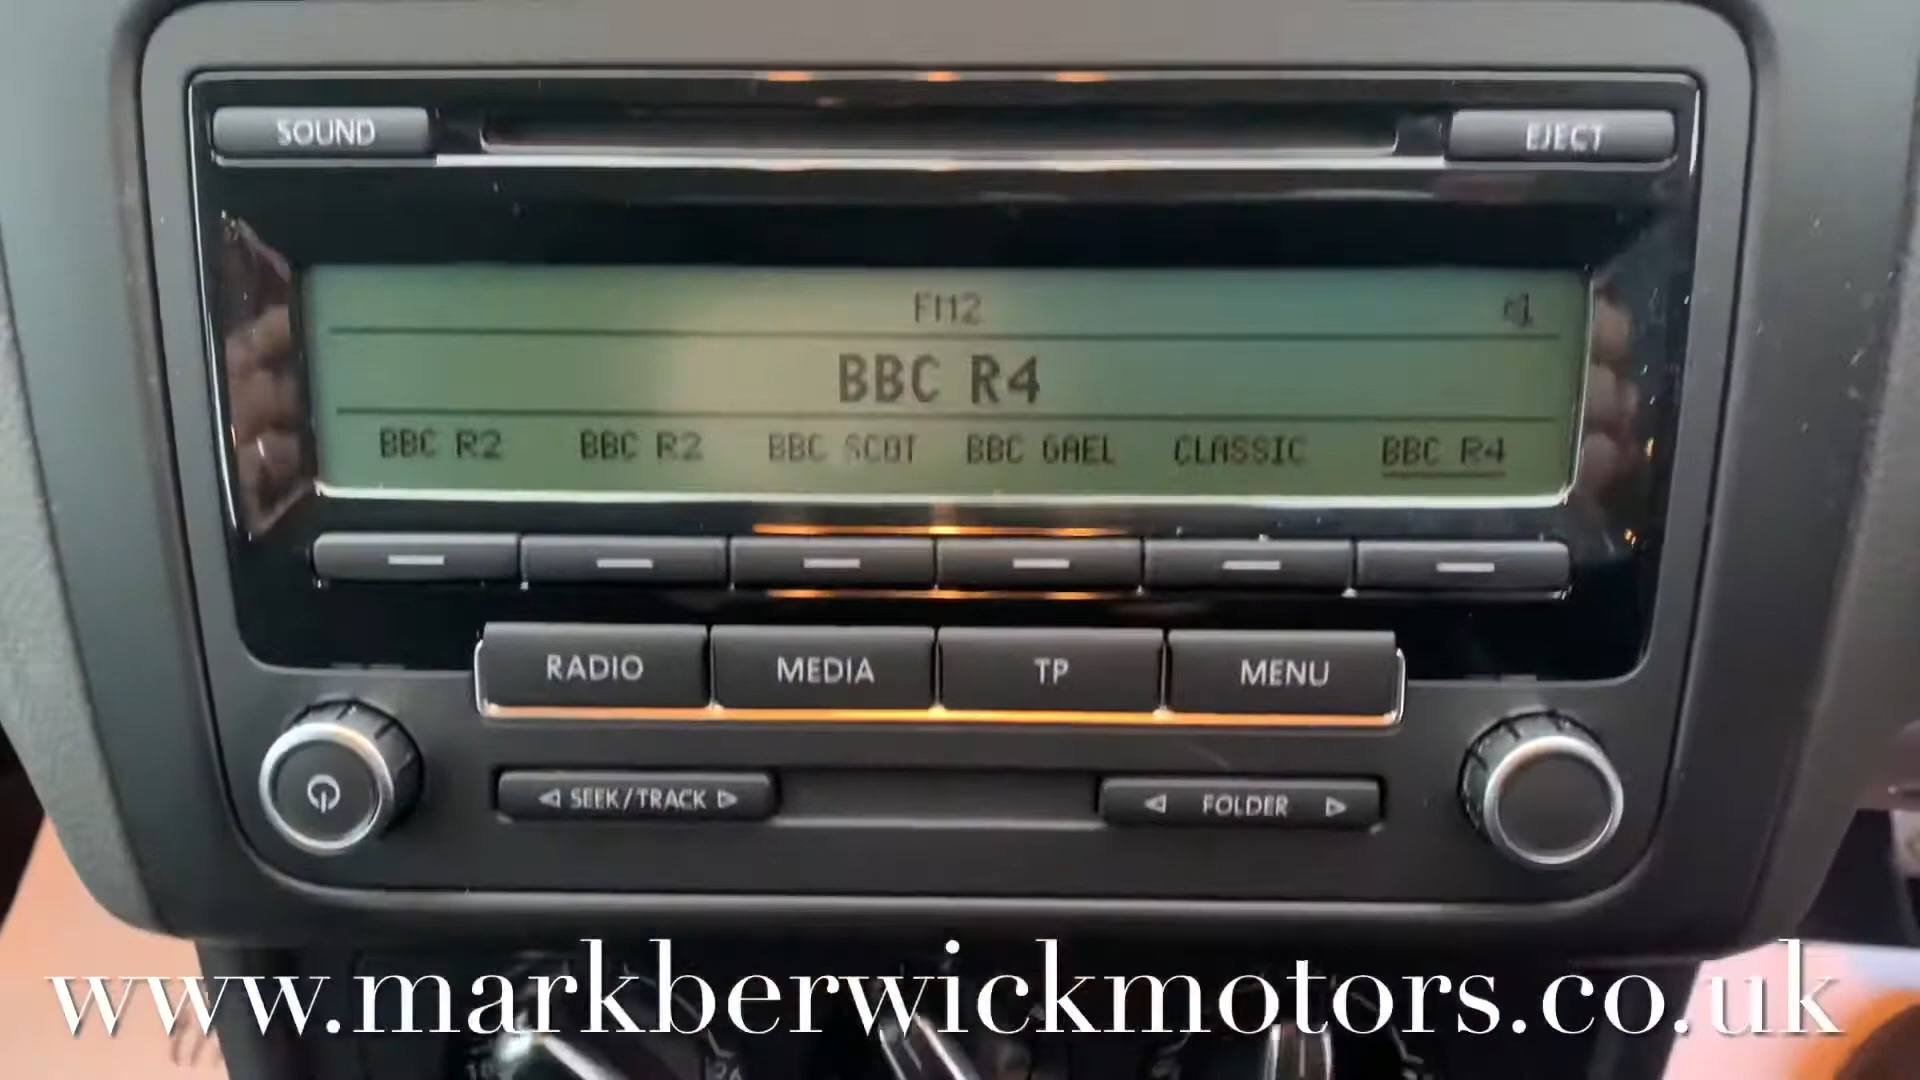 SOUND
EJECT
FM2
BBC R4
BBC R2 BBC R2 BBC SCOT BBC GAEL CLASSIC BBC R4
RADIO MEDIA TP MENU
SEEK/TRACK
FOLDER
www.markberwickmotors.co.uk